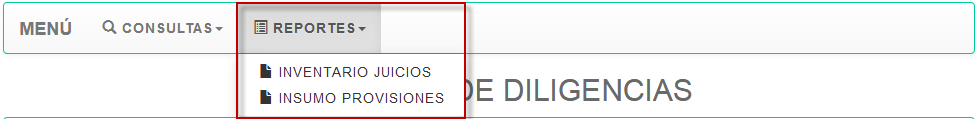 MENÚ CONSULTAS REPORTES
INVENTARIO JUICIOS
INSUMO PROVISIONES
DE DILIGENCIAS